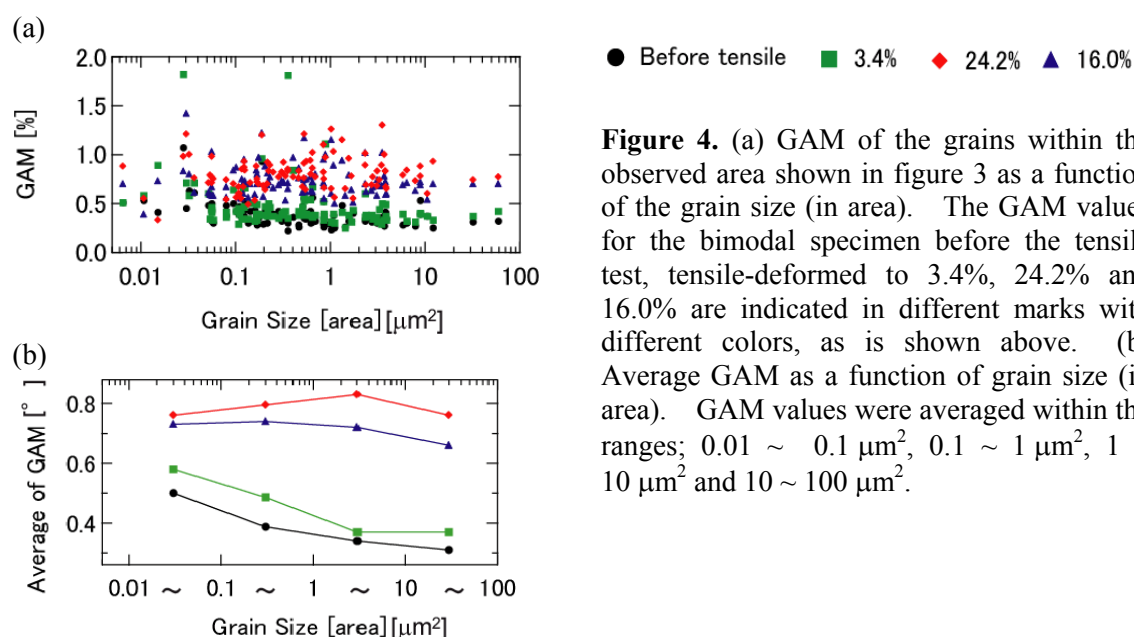 (a)
2.0
1.5
1.0
0.5
0.0
GAM [%]
0.01 0.1 1 10 100
Grain Size [area][μm²]
(b)
0.8
0.6
0.4
Average of GAM [°]
0.01 ~ 0.1 ~ 1 ~ 10 ~ 100
Grain Size [area][μm²]
Before tensile 3.4% 24.2% 16.0%
Figure 4. (a) GAM of the grains within th
observed area shown in figure 3 as a function
of the grain size (in area). The GAM value
for the bimodal specimen before the tensil
test, tensile-deformed to 3.4%, 24.2% an
16.0% are indicated in different marks wit
different colors, as is shown above. (b
Average GAM as a function of grain size (i
area). GAM values were averaged within th
ranges; 0.01 ~ 0.1 μm², 0.1 ~ 1 μm², 1
10 μm² and 10 ~ 100 μm².